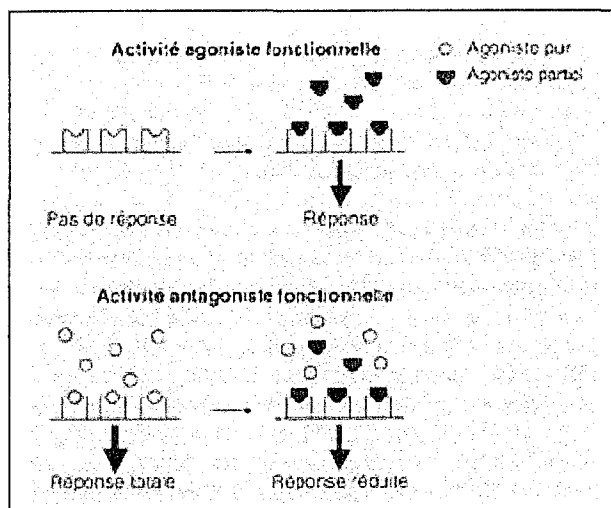 Activité agoniste fonctionnelle
Agoniste pur
Agoniste partiel
Pas de réponse
Réponse
Activité antagoniste fonctionnelle
Réponse totale
Réponse réduite